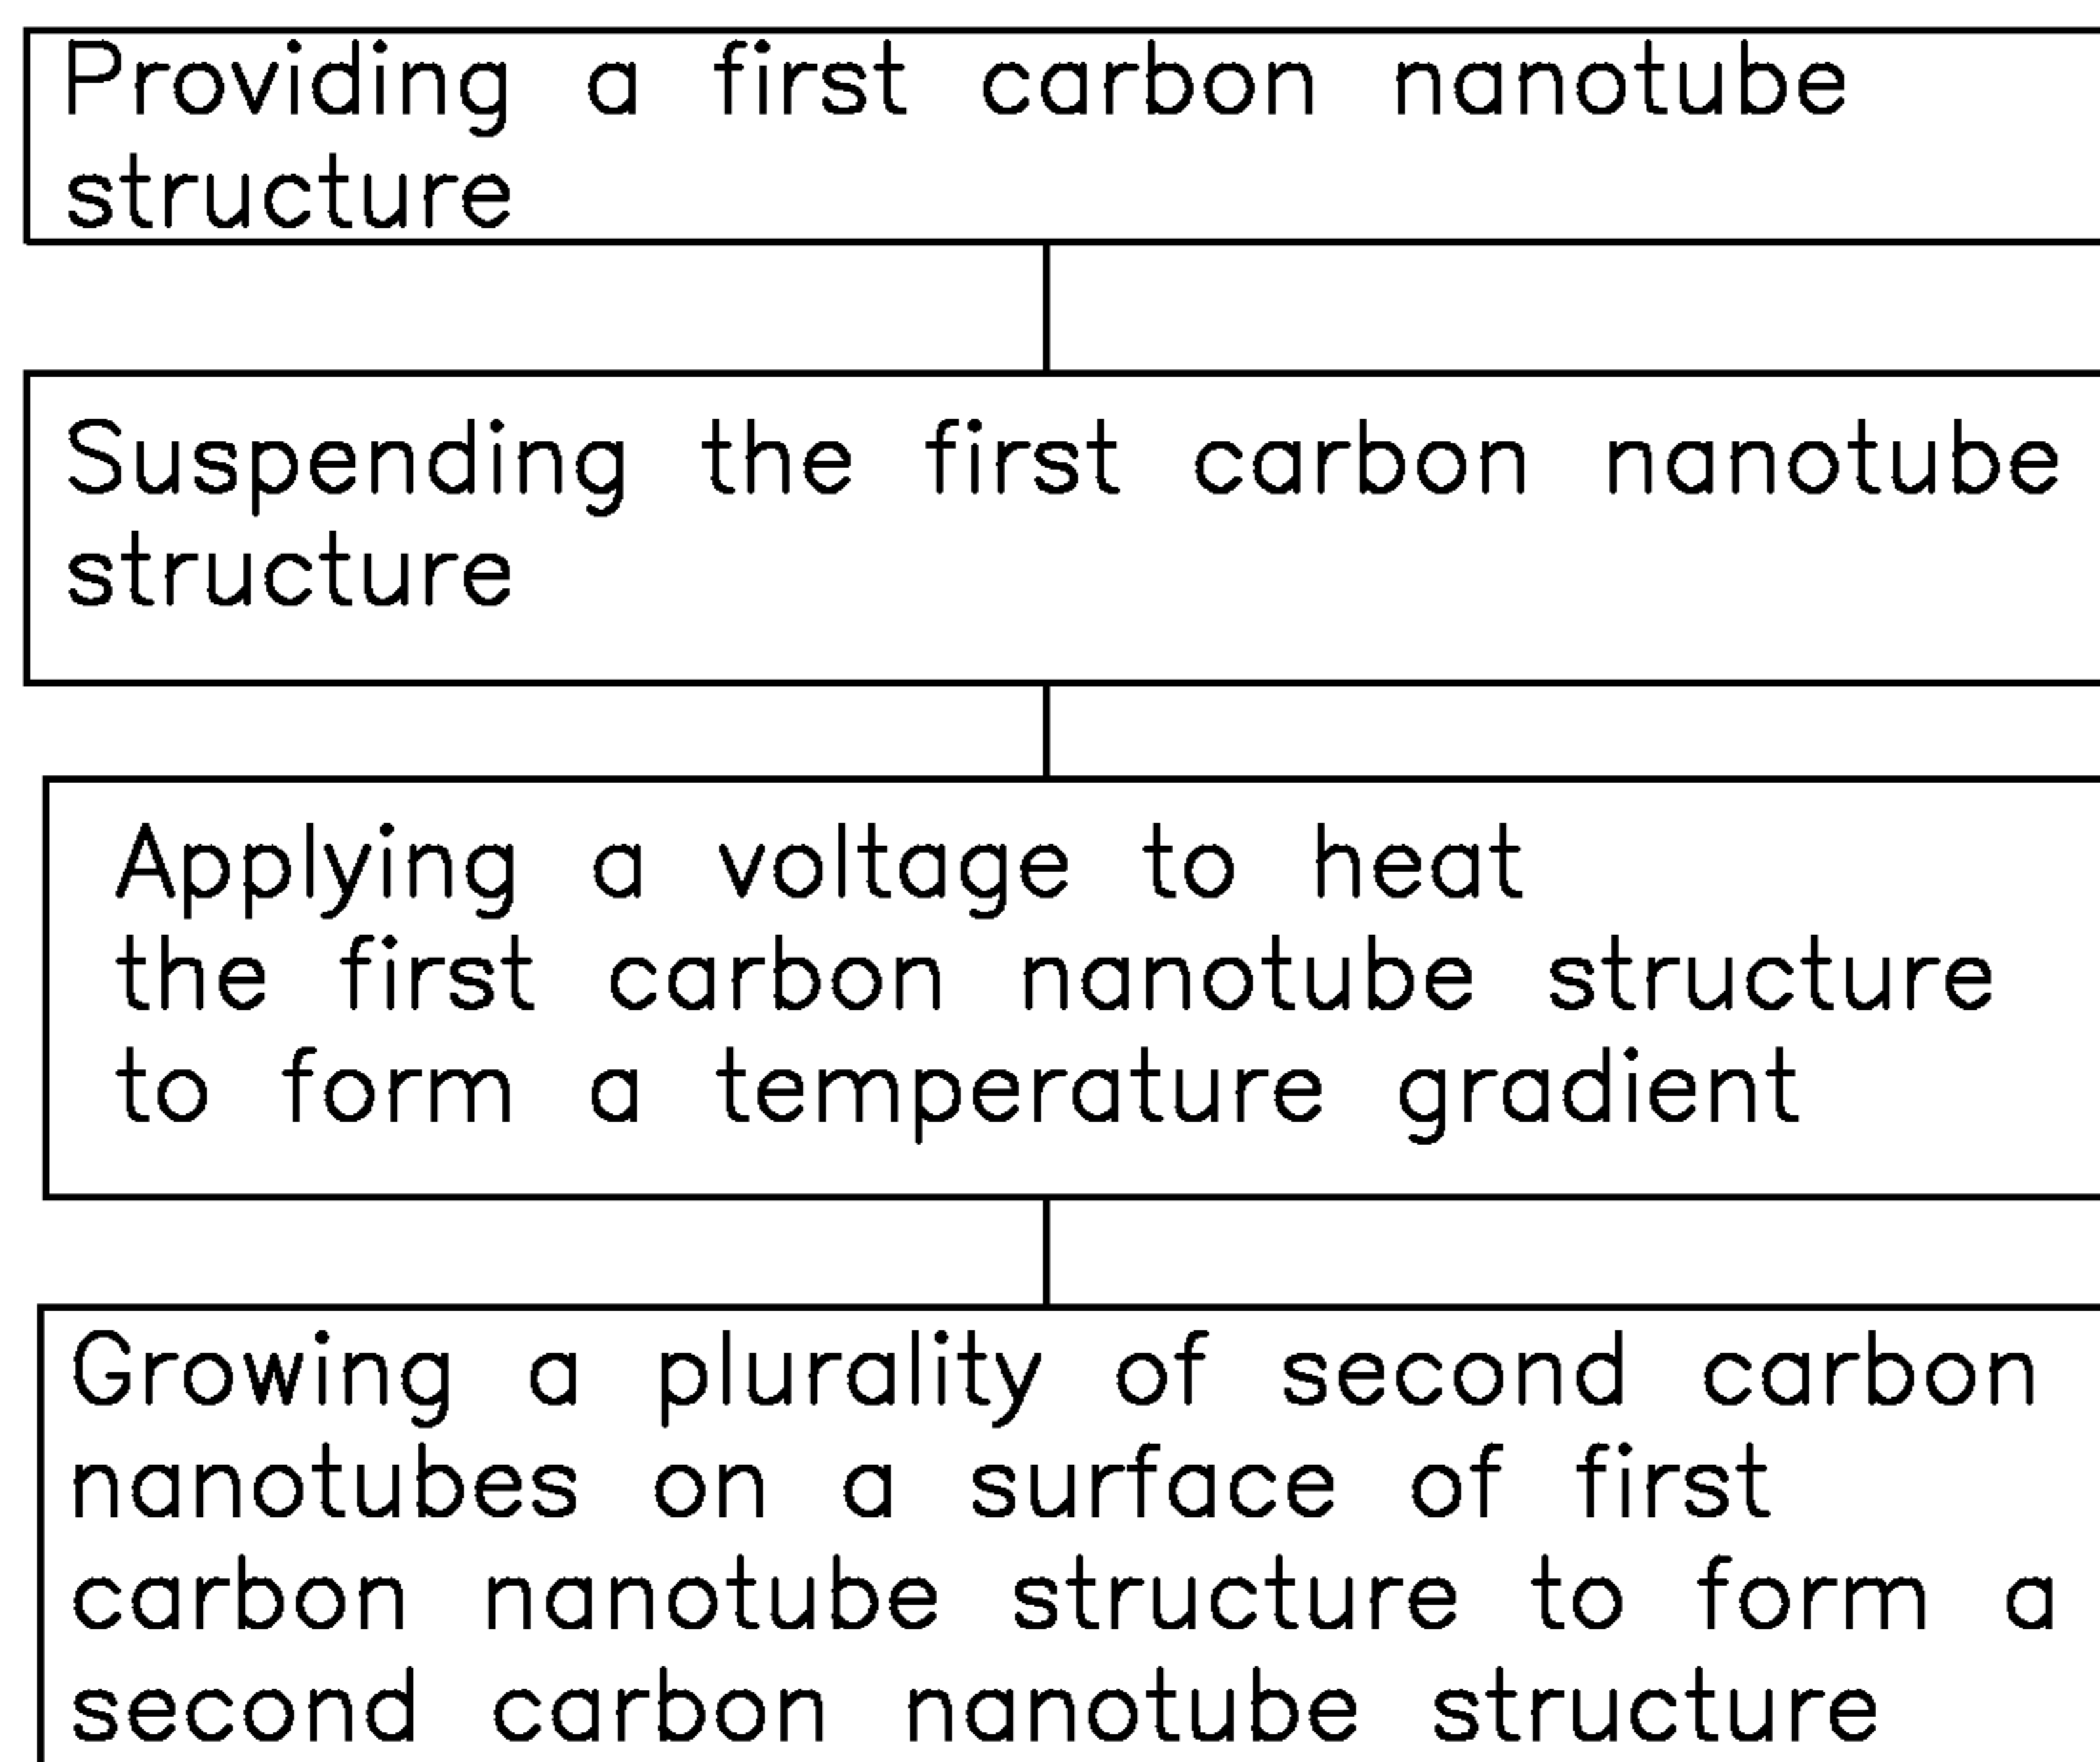 Providing a first carbon nanotube
structure
Suspending the first carbon nanotube
structure
Applying a voltage to heat
the first carbon nanotube structure
to form a temperature gradient
Growing a plurality of second carbon
nanotubes on a surface of first
carbon nanotube structure to form a
second carbon nanotube structure